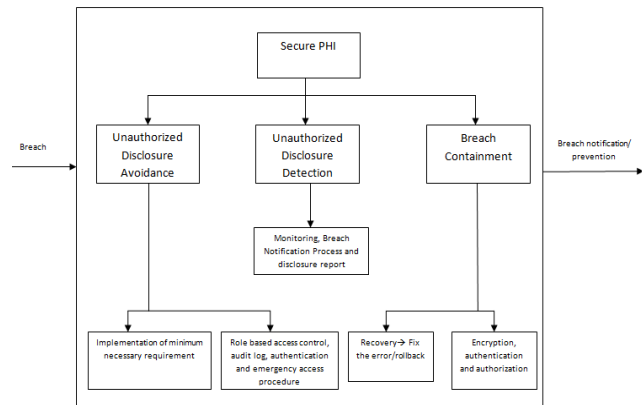 Secure PHI
Breach
Unauthorized
Disclosure
Avoidance
Unauthorized
Disclosure
Detection
Breach
Containment
Breach notification/
prevention
Monitoring, Breach
Notification Process and
disclosure report
Implementation of minimum
necessary requirement
Role based access control,
audit log, authentication
and emergency access
procedure
Recovery→ Fix
the error/rollback
Encryption,
authentication
and authorization